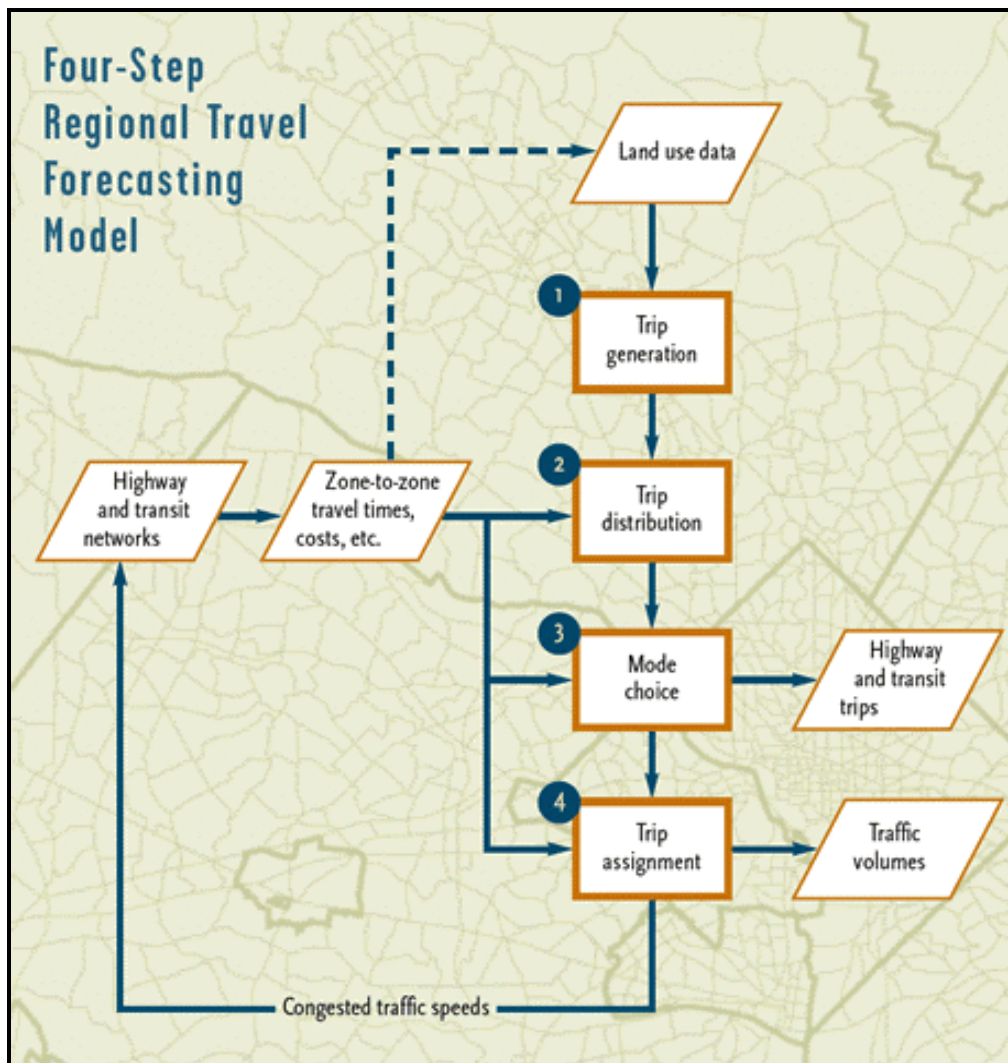 Four-Step
Regional Travel
Forecasting
Model
Land use data
1
Trip
generation
2
Trip
distribution
Highway
and transit
networks
Zone-to-zone
travel times,
costs, etc.
3
Mode
choice
Highway
and transit
trips
4
Trip
assignment
Traffic
volumes
Congested traffic speeds